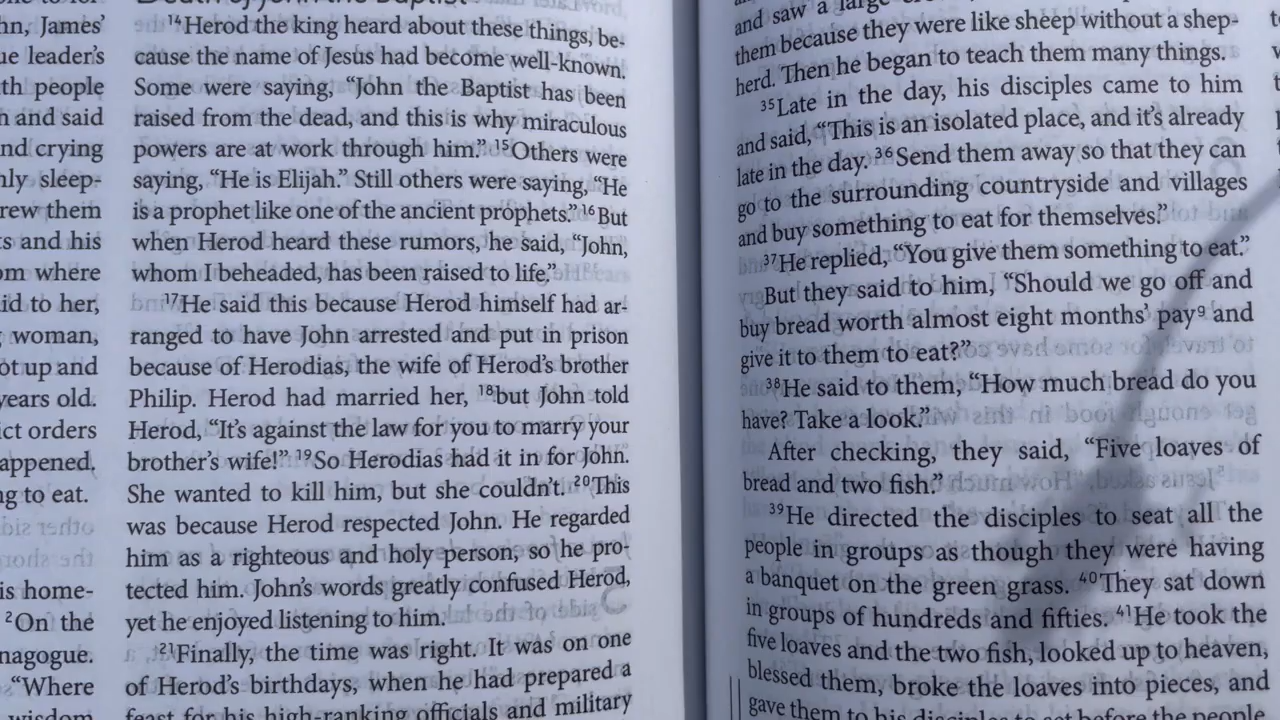 hn, James'
ue leader's
th people
h and said
nd crying
nly sleep-
rew them
ts and his
om where
id to her,
woman,
ot up and
years old.
ict orders
appened.
ng to eat.
is home-
²On the
nagogue.
"Where
wisdom
Death of John the Baptist
¹⁴Herod the king heard about these things, be-
cause the name of Jesus had become well-known.
Some were saying, "John the Baptist has been
raised from the dead, and this is why miraculous
powers are at work through him." ¹⁵Others were
saying, "He is Elijah." Still others were saying, "He
is a prophet like one of the ancient prophets." ¹⁶But
when Herod heard these rumors, he said, "John,
whom I beheaded, has been raised to life."
¹⁷He said this because Herod himself had ar-
ranged to have John arrested and put in prison
because of Herodias, the wife of Herod's brother
Philip. Herod had married her, ¹⁸but John told
Herod, "It's against the law for you to marry your
brother's wife!" ¹⁹So Herodias had it in for John.
She wanted to kill him, but she couldn't. ²⁰This
was because Herod respected John. He regarded
him as a righteous and holy person, so he pro-
tected him. John's words greatly confused Herod,
yet he enjoyed listening to him.
²¹Finally, the time was right. It was on one
of Herod's birthdays, when he had prepared a
feast for his high-ranking officials and military
and saw a large
them because they were like sheep without a shep-
herd. Then he began to teach them many things.
³⁵Late in the day, his disciples came to him
and said, "This is an isolated place, and it's already
late in the day. ³⁶Send them away so that they can
go to the surrounding countryside and villages
and buy something to eat for themselves."
³⁷He replied, "You give them something to eat."
But they said to him, "Should we go off and
buy bread worth almost eight months' pay⁹ and
give it to them to eat?"
³⁸He said to them, "How much bread do you
have? Take a look."
After checking, they said, "Five loaves of
bread and two fish."
³⁹He directed the disciples to seat all the
people in groups as though they were having
a banquet on the green grass. ⁴⁰They sat down
in groups of hundreds and fifties. ⁴¹He took the
five loaves and the two fish, looked up to heaven,
blessed them, broke the loaves into pieces, and
gave them to his disciples to set before the people